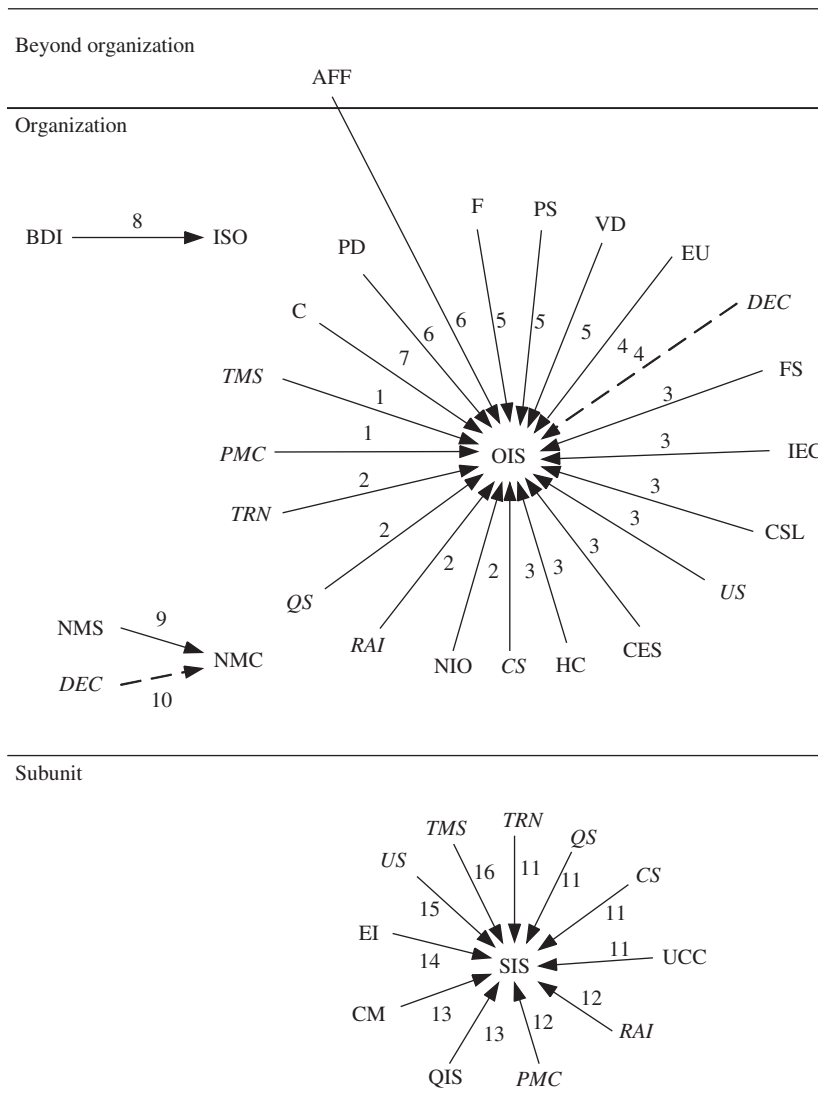 Beyond organization
AFF
Organization
F
PS
VD
8
BDI
ISO
PD
EU
DEC
C
6
6
5
5
5
4
4
7
FS
TMS
1
3
PMC
1
OIS
3
IEC
TRN
2
3
CSL
2
3
QS
2
2
3
3
3
US
RAI
NIO
CS
HC
CES
NMS
9
NMC
DEC
10
Subunit
TMS
TRN
QS
US
16
11
11
CS
15
11
EI
14
SIS
11
UCC
CM
13
13
12
12
RAI
QIS
PMC